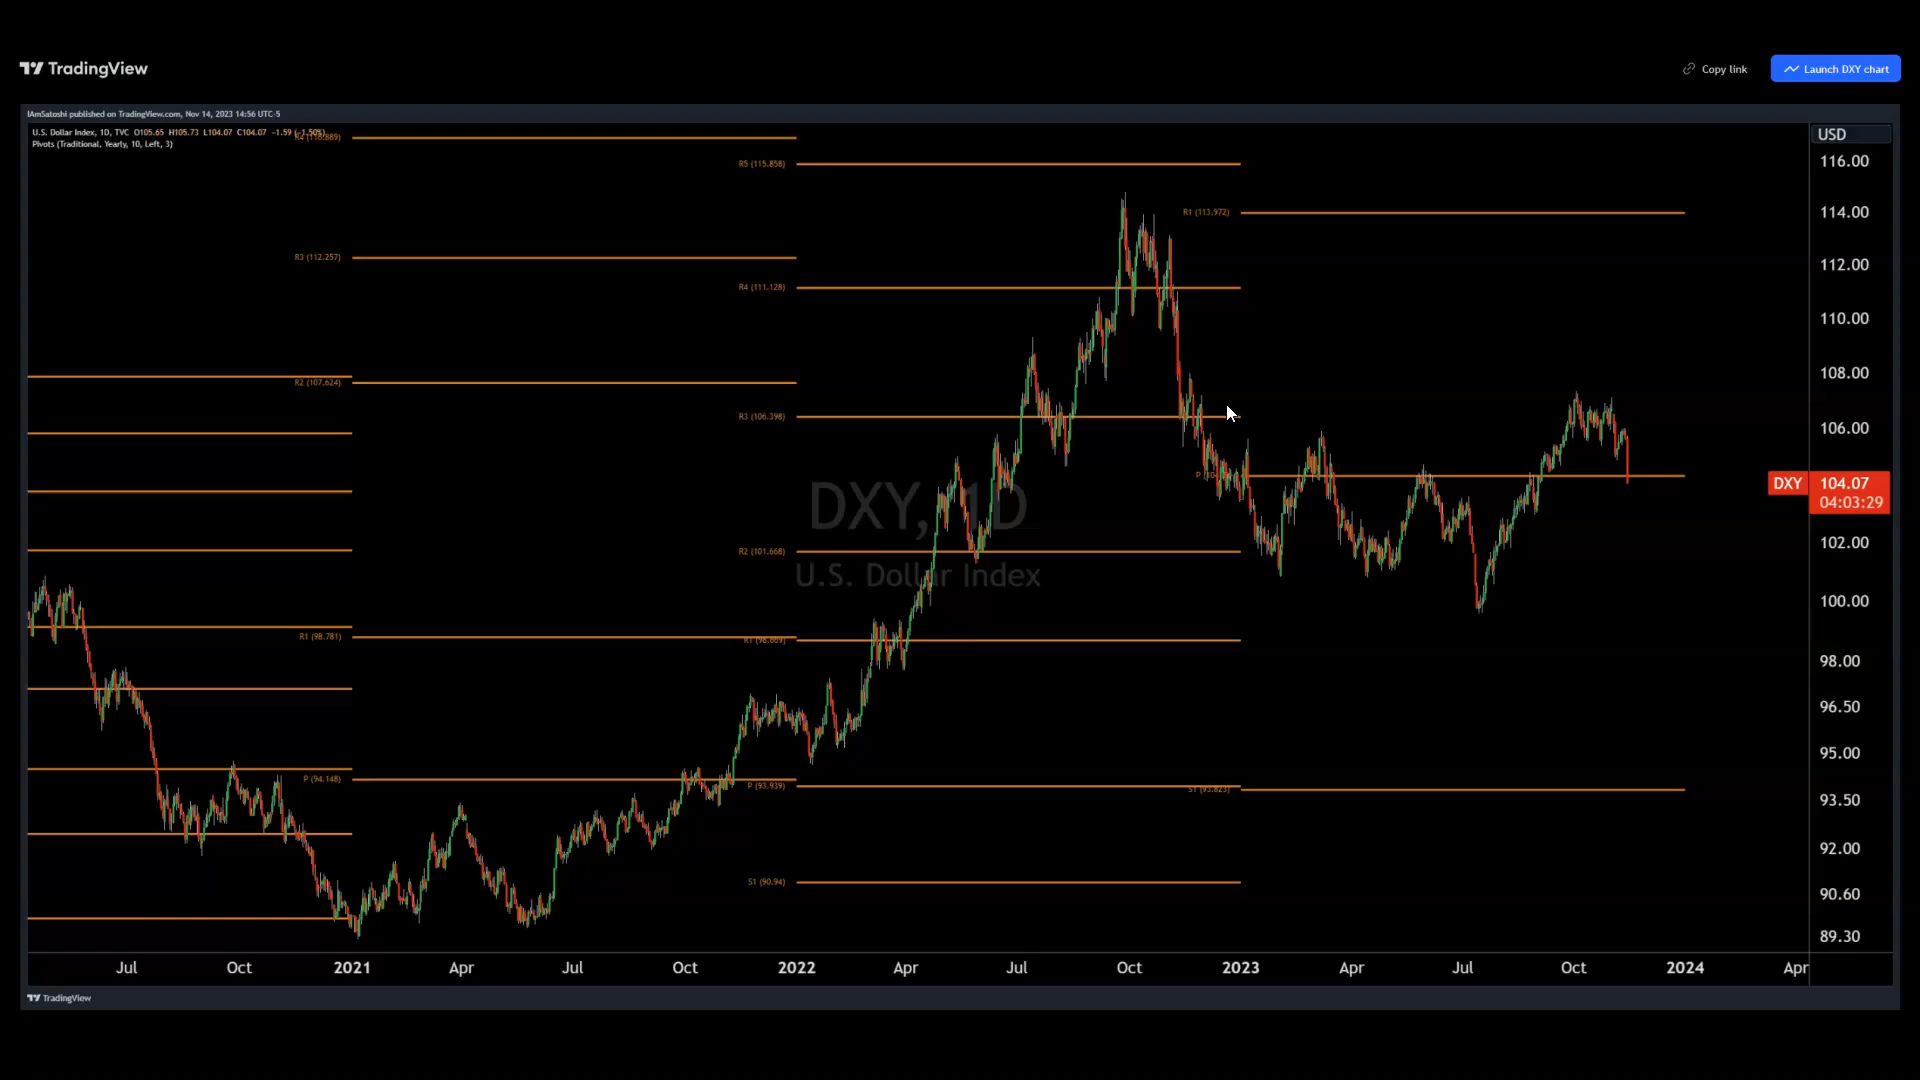 TradingView
Copy link
Launch DXY chart
IAmSatoshi published on TradingView.com, Nov 14, 2023 14:56 UTC-5
U.S. Dollar Index, 1D, TVC O105.65 H105.73 L104.07 C104.07 −1.59 (−1.50%)
Pivots (Traditional, Yearly, 10, Left, 3)
USD
116.00
R5 (115.858)
R1 (113.972)
114.00
R3 (112.257)
112.00
R4 (111.128)
110.00
108.00
R2 (107.624)
R3 (106.398)
106.00
DXY 104.07
04:03:29
DXY, 1D
U.S. Dollar Index
R2 (101.668)
102.00
100.00
R1 (98.781)
98.00
96.50
95.00
P (94.148)
P (93.939)
S1 (93.823)
93.50
92.00
S1 (90.94)
90.60
89.30
Jul Oct 2021 Apr Jul Oct 2022 Apr Jul Oct 2023 Apr Jul Oct 2024 Apr
TradingView